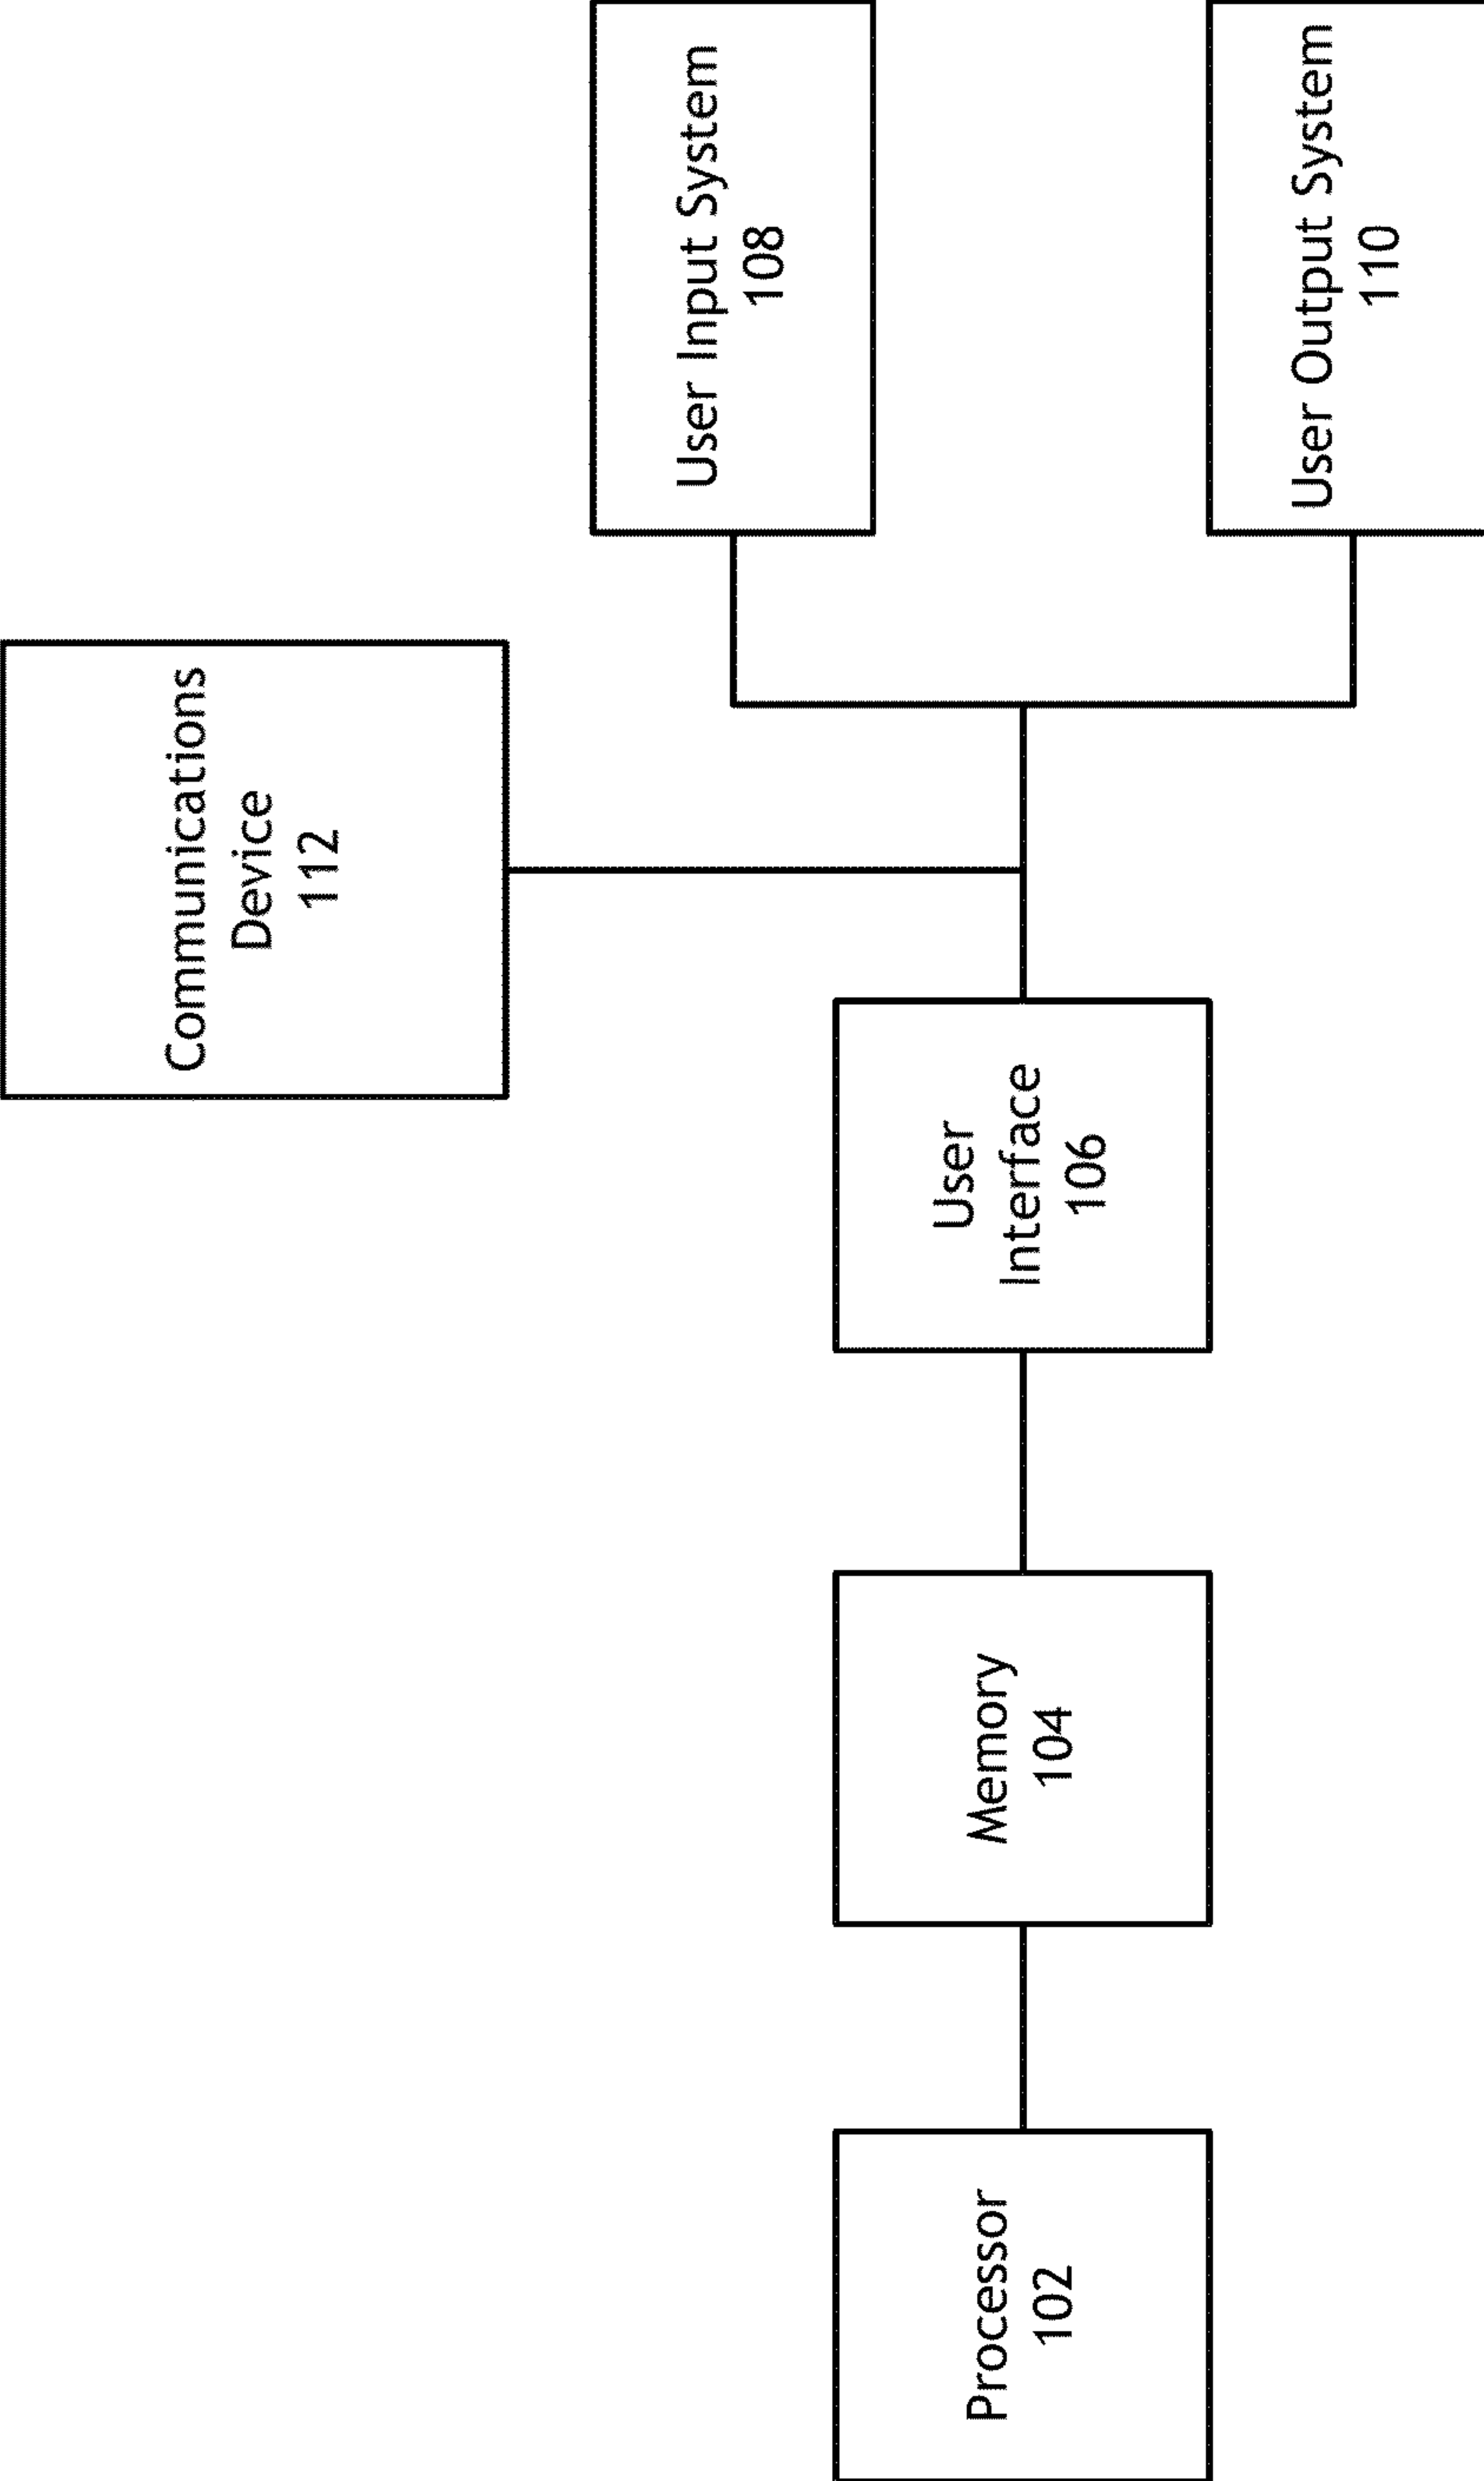 Communications
Device
112
Processor
102
Memory
104
User
Interface
106
User Input System
108
User Output System
110